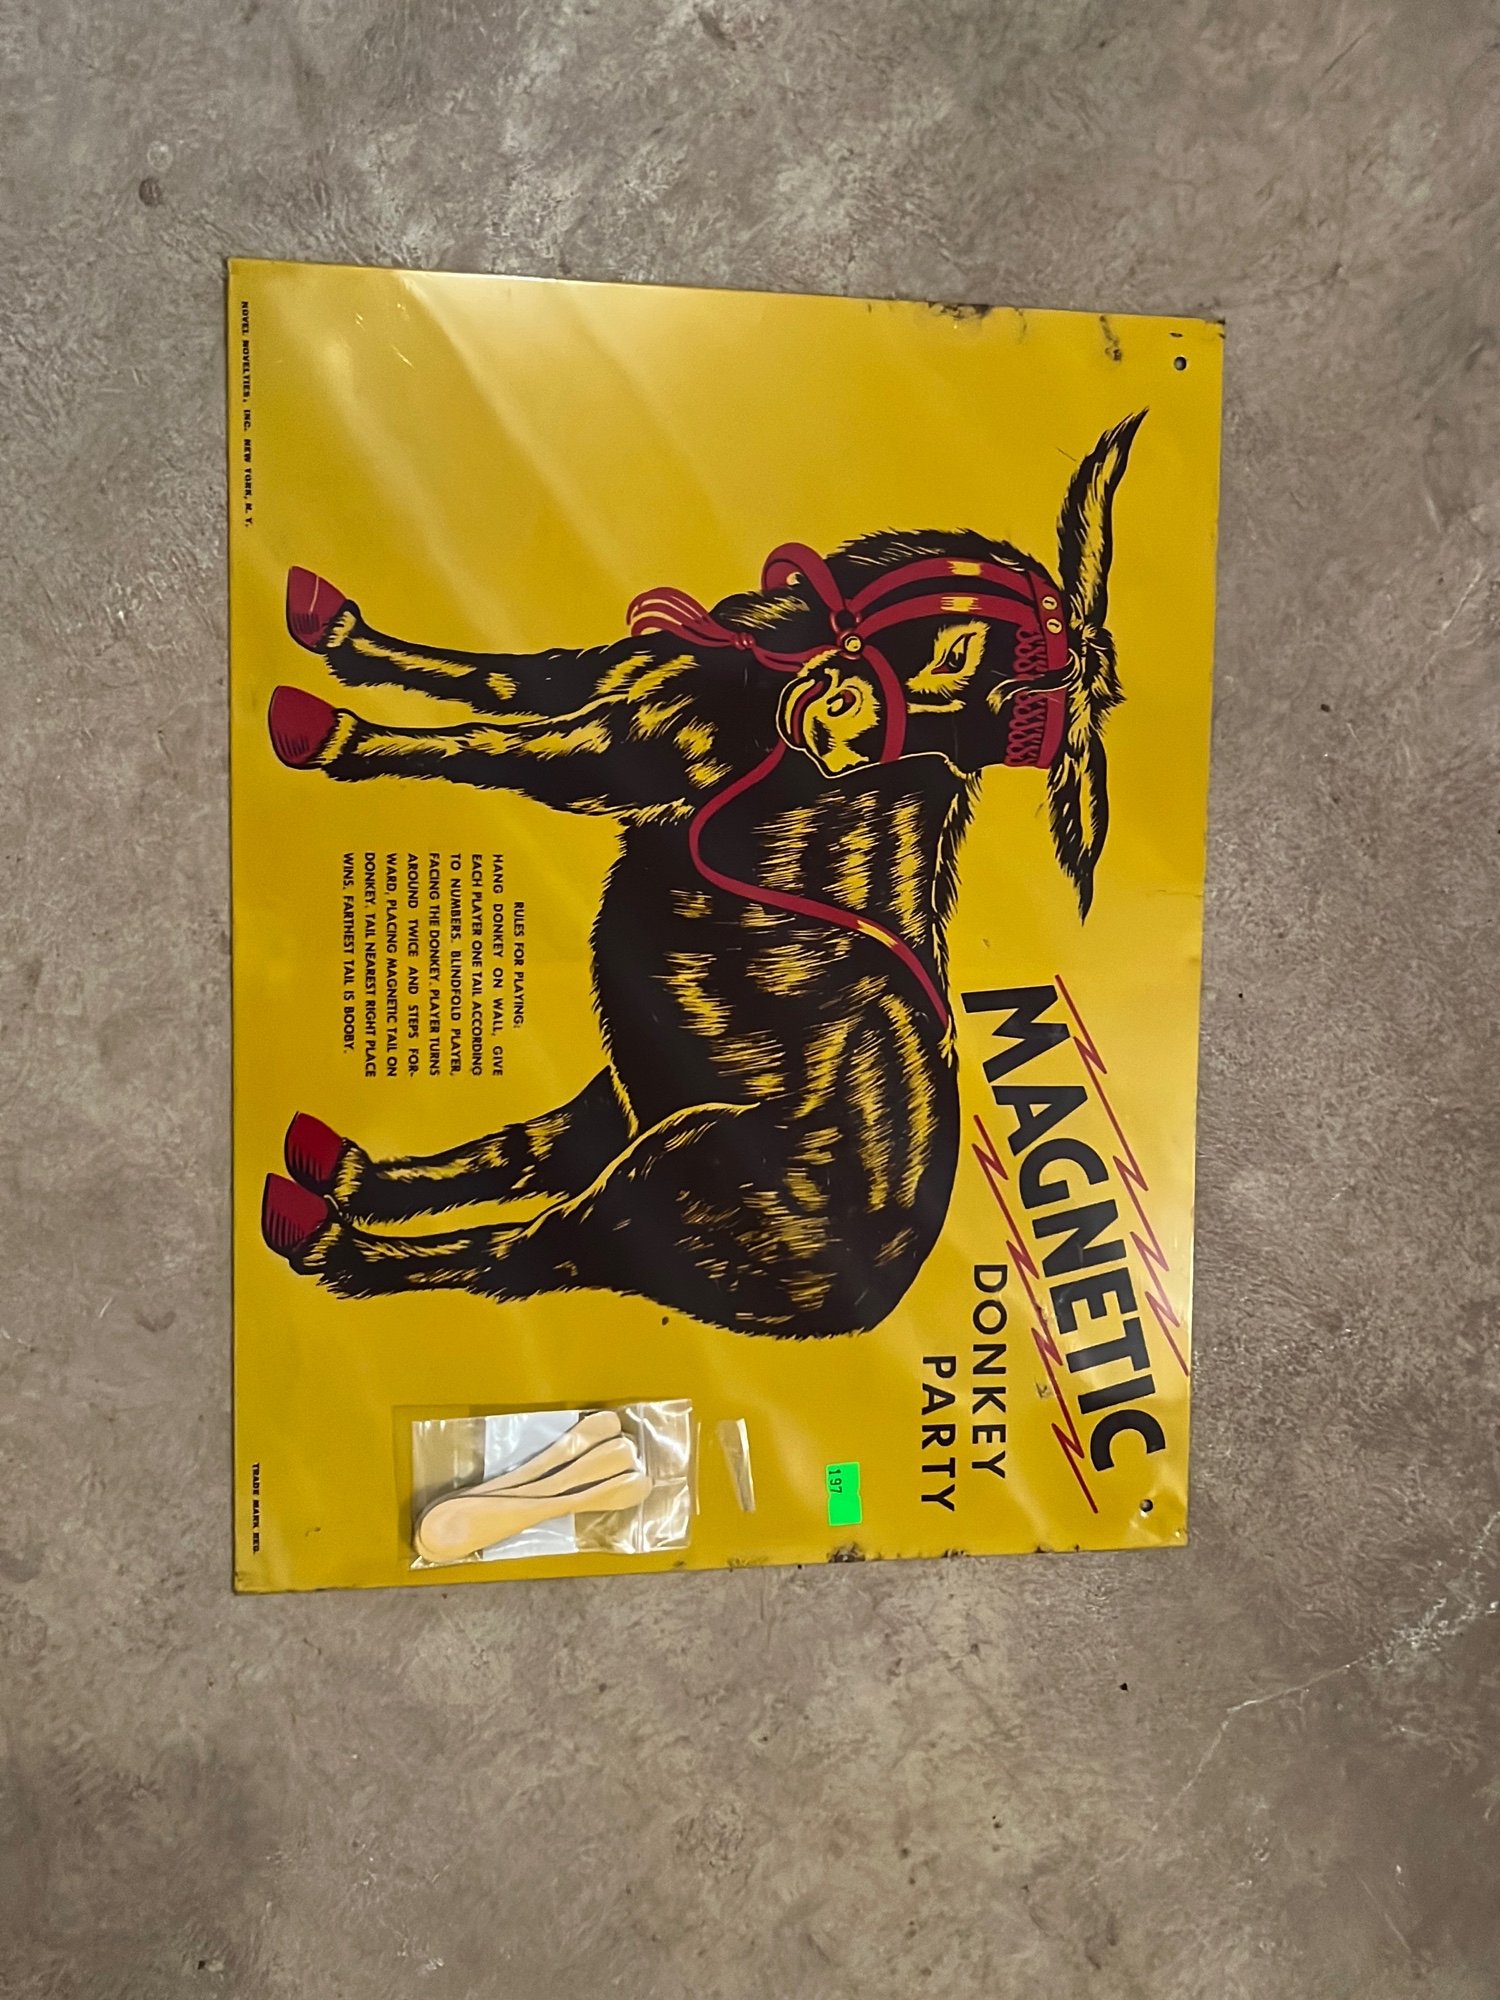 MAGNETIC
DONKEY
PARTY
197
RULES FOR PLAYING:
HANG DONKEY ON WALL, GIVE
EACH PLAYER ONE TAIL ACCORDING
TO NUMBERS. BLINDFOLD PLAYER,
FACING THE DONKEY. PLAYER TURNS
AROUND TWICE AND STEPS FOR-
WARD, PLACING MAGNETIC TAIL ON
DONKEY. TAIL NEAREST RIGHT PLACE
WINS. FARTHEST TAIL IS BOOBY.
NOVEL NOVELTIES, INC. NEW YORK, N. Y.
TRADE MARK REG.